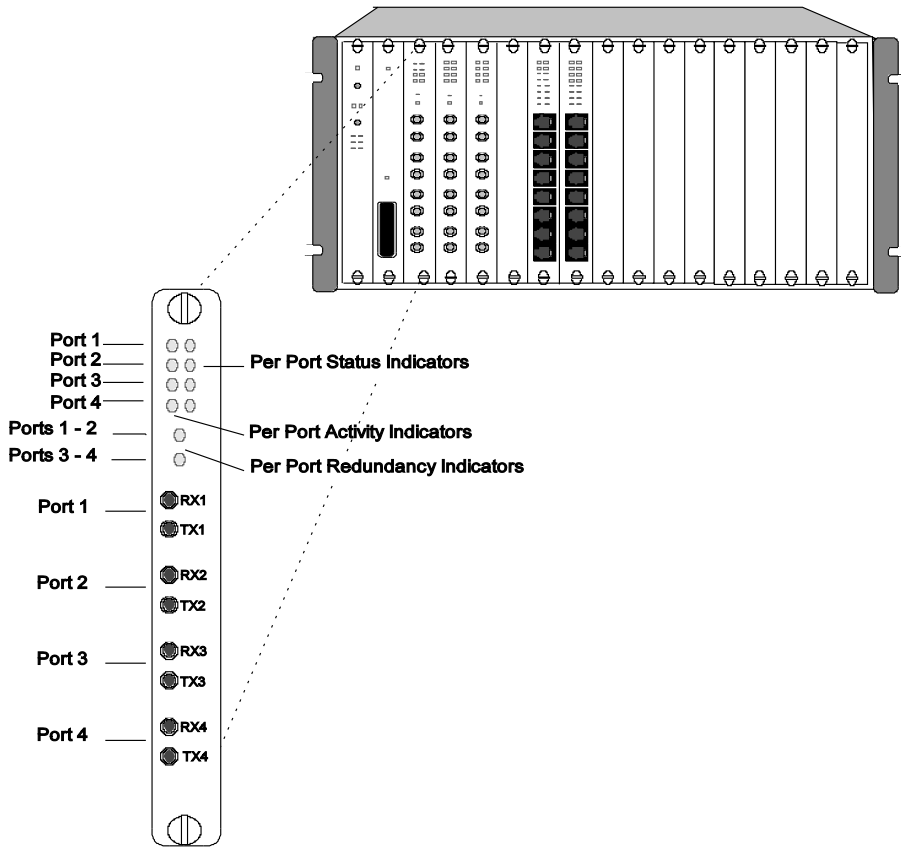 Port 1
Port 2
Per Port Status Indicators
Port 3
Port 4
Ports 1 - 2
Per Port Activity Indicators
Ports 3 - 4
Per Port Redundancy Indicators
Port 1
RX1
TX1
Port 2
RX2
TX2
Port 3
RX3
TX3
Port 4
RX4
TX4